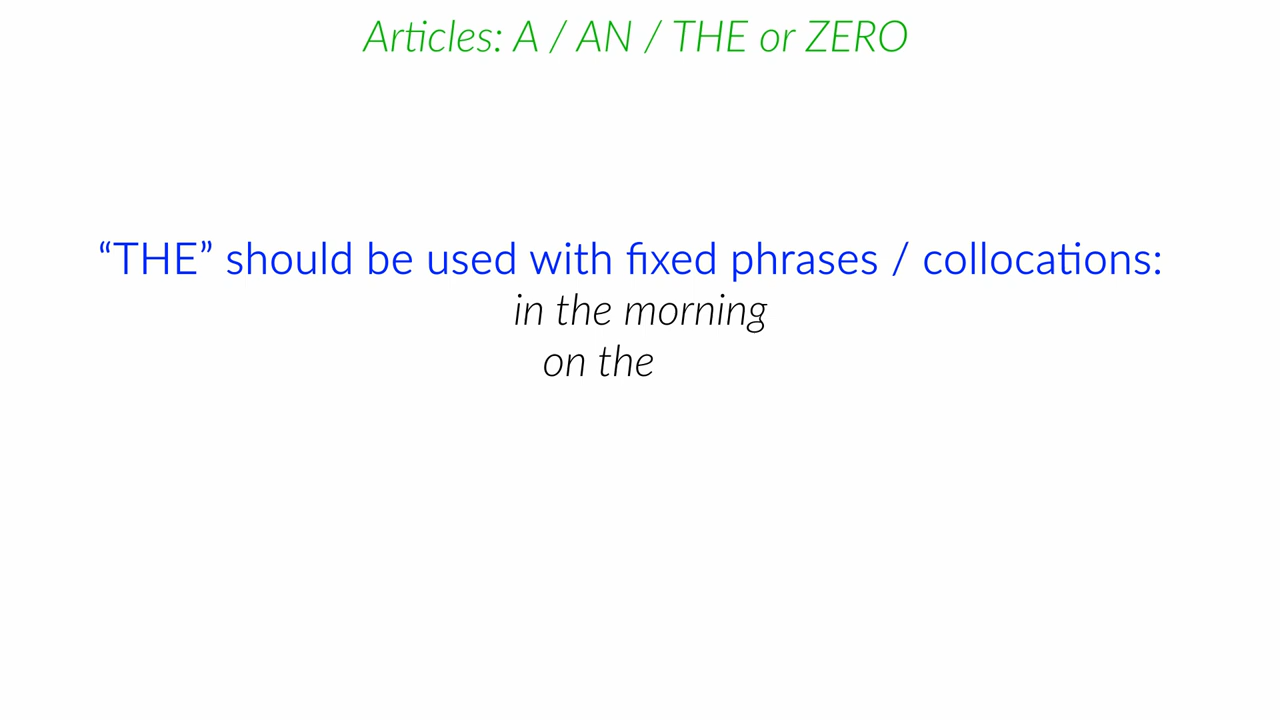 Articles: A / AN / THE or ZERO
“THE” should be used with fixed phrases / collocations:
in the morning
on the